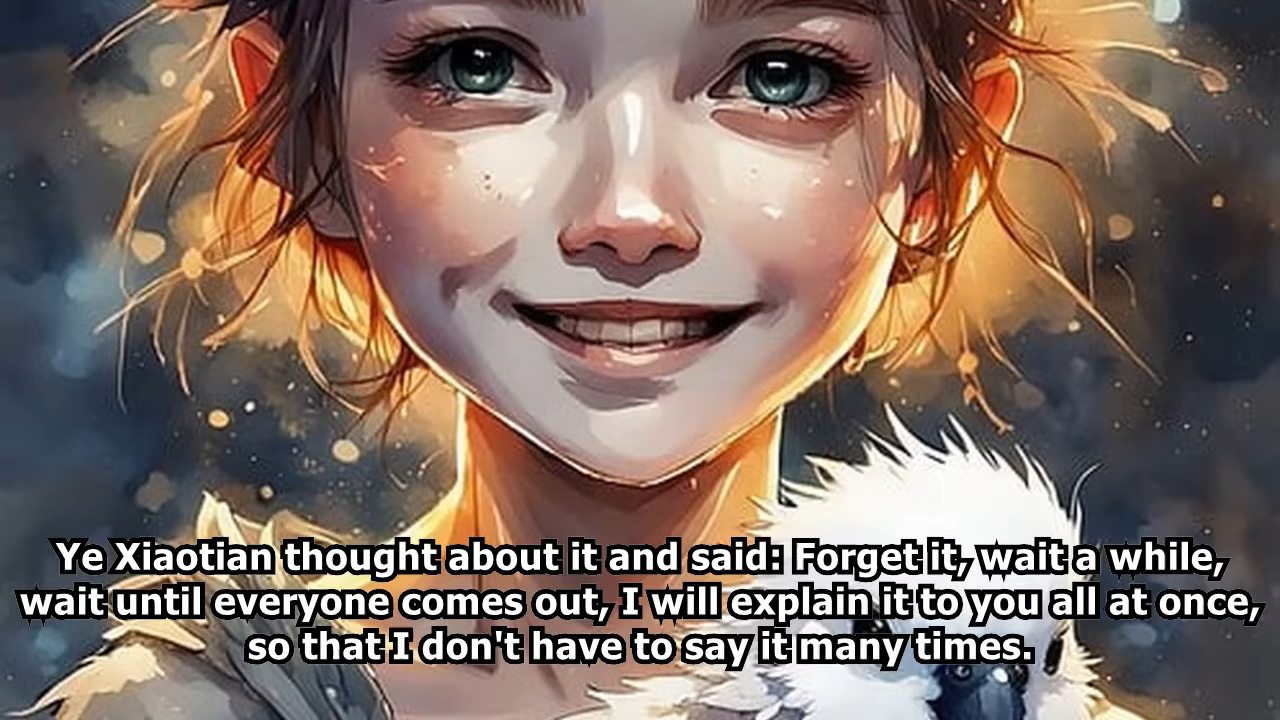 Ye Xiaotian thought about it and said: Forget it, wait a while,
wait until everyone comes out, I will explain it to you all at once,
so that I don't have to say it many times.